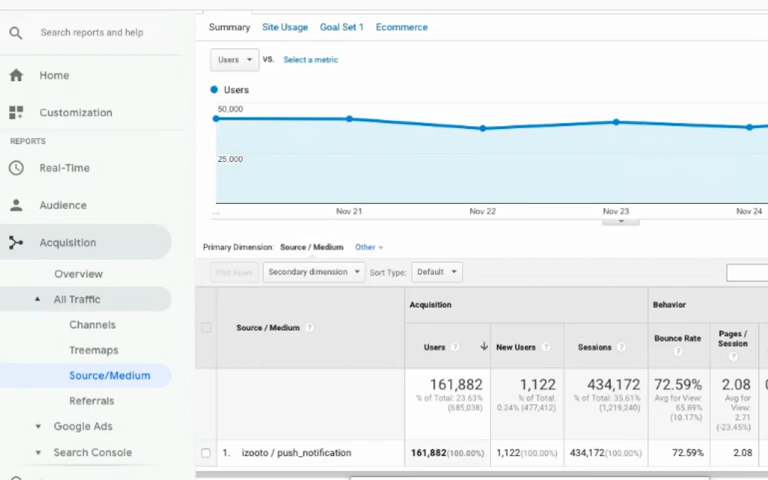 Summary Site Usage Goal Set 1 Ecommerce
Search reports and help
Users VS. Select a metric
Home
Users
50,000
Customization
REPORTS
25,000
Real-Time
Audience
... Nov 21 Nov 22 Nov 23 Nov 24
Acquisition
Primary Dimension: Source / Medium Other
Overview
Plot Rows Secondary dimension Sort Type: Default
All Traffic
Acquisition Behavior
Channels
Source / Medium ? Users ? New Users ? Sessions ? Bounce Rate ? Pages / Session ?
Treemaps
Source/Medium
161,882 1,122 434,172 72.59% 2.08
% of Total: 23.63% (685,038)
% of Total: 0.24% (477,412)
% of Total: 35.61% (1,219,240)
Avg for View: 65.89% (10.17%)
Avg for View: 2.71 (-23.45%)
Referrals
Google Ads
Search Console
1. izooto / push_notification 161,882(100.00%) 1,122(100.00%) 434,172(100.00%) 72.59% 2.08